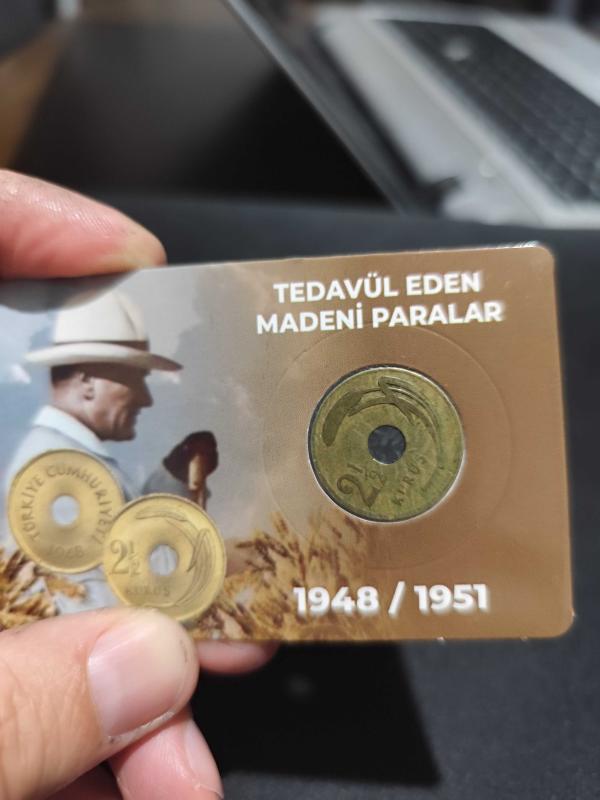 TEDAVÜL EDEN
MADENİ PARALAR
2½
KURUŞ
TÜRKİYE CUMHURİYETİ
1948
2½
KURUŞ
1948 / 1951